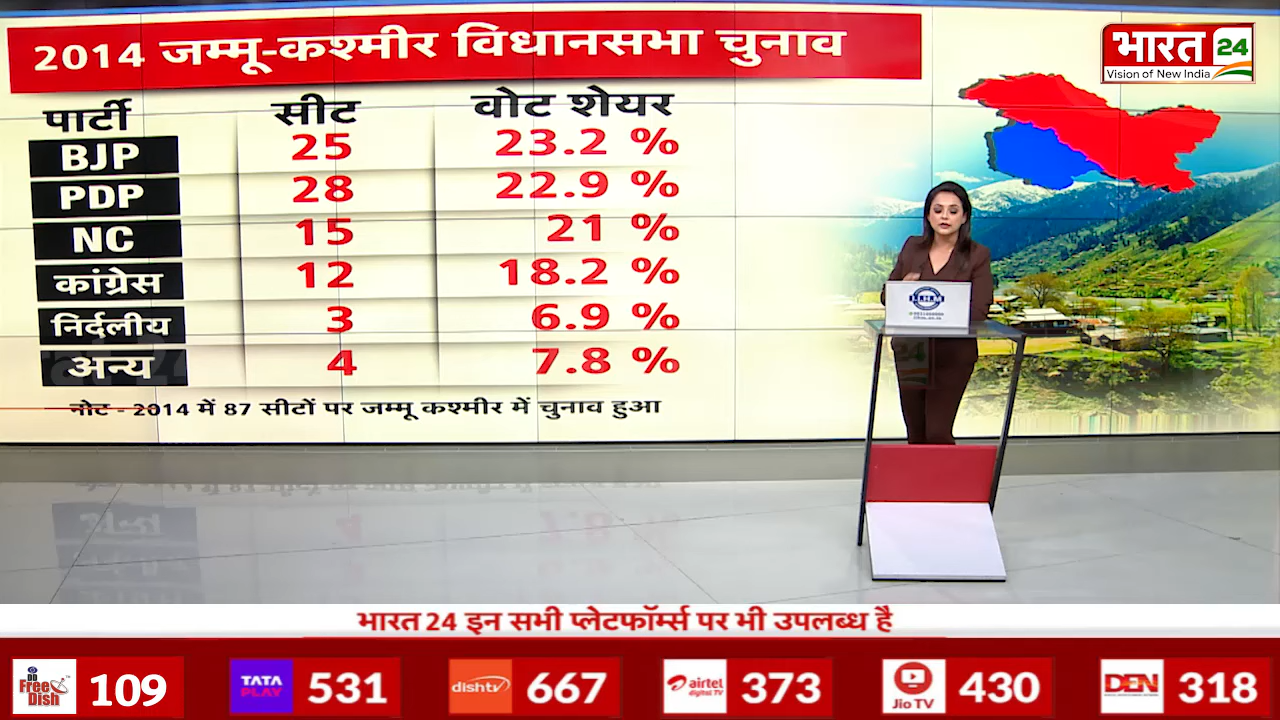 2014 जम्मू-कश्मीर विधानसभा चुनाव
भारत 24
Vision of New India
पार्टी सीट वोट शेयर
BJP 25 23.2 %
PDP 28 22.9 %
NC 15 21 %
कांग्रेस 12 18.2 %
निर्दलीय 3 6.9 %
अन्य 4 7.8 %
नोट - 2014 में 87 सीटों पर जम्मू कश्मीर में चुनाव हुआ
भारत 24 इन सभी प्लेटफॉर्म्स पर भी उपलब्ध है
DD Free Dish 109
TATA PLAY 531
dishtv 667
airtel digital TV 373
Jio TV 430
DEN 318